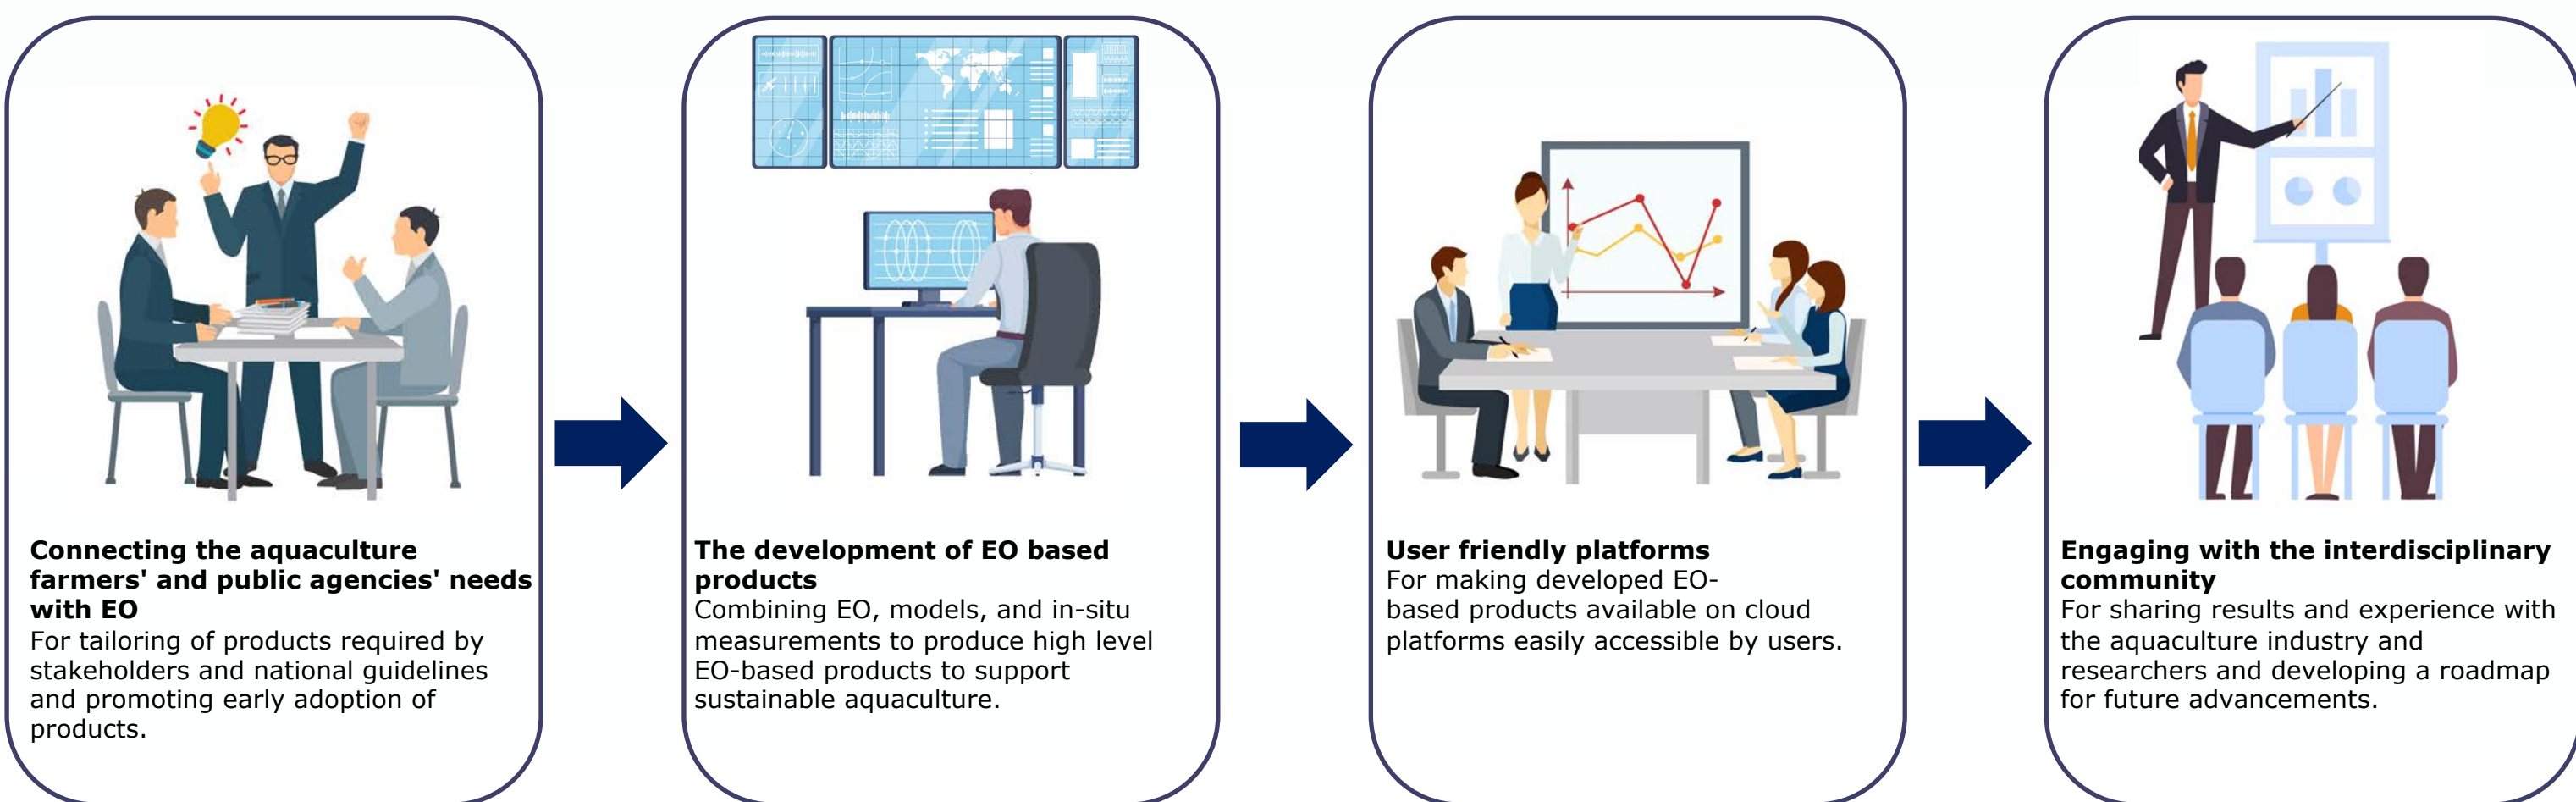 Connecting the aquaculture
farmers' and public agencies' needs
with EO
For tailoring of products required by
stakeholders and national guidelines
and promoting early adoption of
products.
The development of EO based
products
Combining EO, models, and in-situ
measurements to produce high level
EO-based products to support
sustainable aquaculture.
User friendly platforms
For making developed EO-
based products available on cloud
platforms easily accessible by users.
Engaging with the interdisciplinary
community
For sharing results and experience with
the aquaculture industry and
researchers and developing a roadmap
for future advancements.